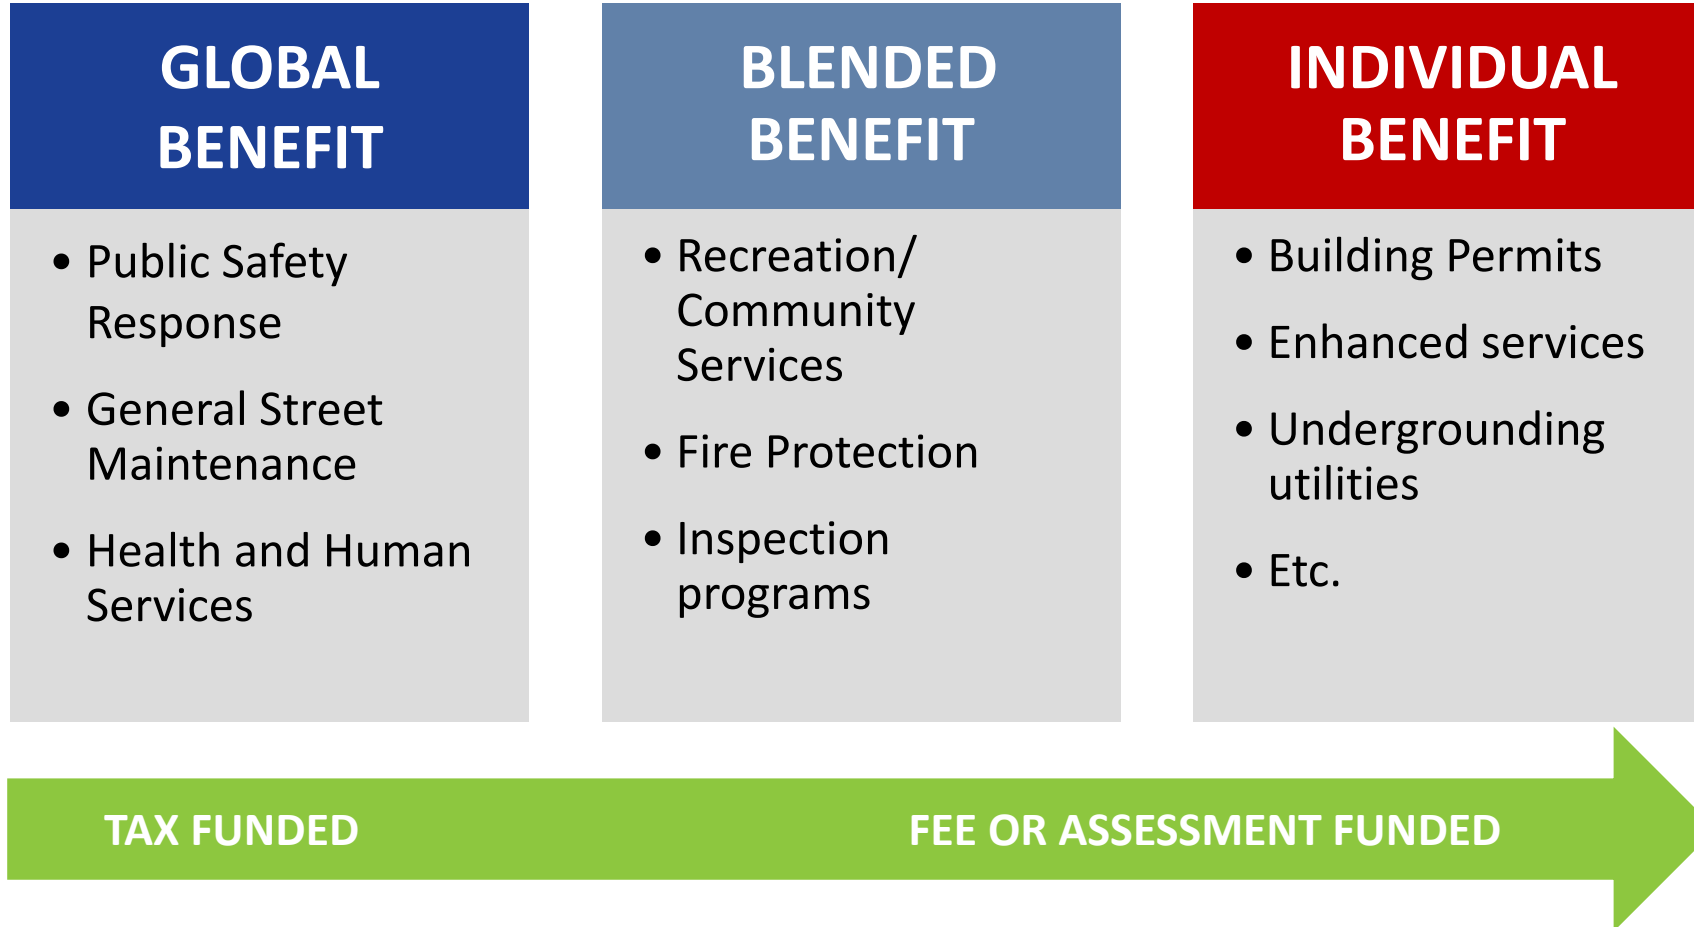 GLOBAL
BENEFIT
• Public Safety
Response
• General Street
Maintenance
• Health and Human
Services
BLENDED
BENEFIT
• Recreation/
Community
Services
• Fire Protection
• Inspection
programs
INDIVIDUAL
BENEFIT
• Building Permits
• Enhanced services
• Undergrounding
utilities
• Etc.
TAX FUNDED
FEE OR ASSESSMENT FUNDED